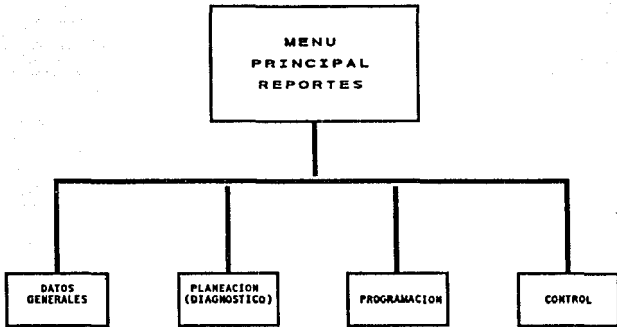 MENU
PRINCIPAL
REPORTES
DATOS
GENERALES
PLANEACION
(DIAGNOSTICO)
PROGRAMACION
CONTROL